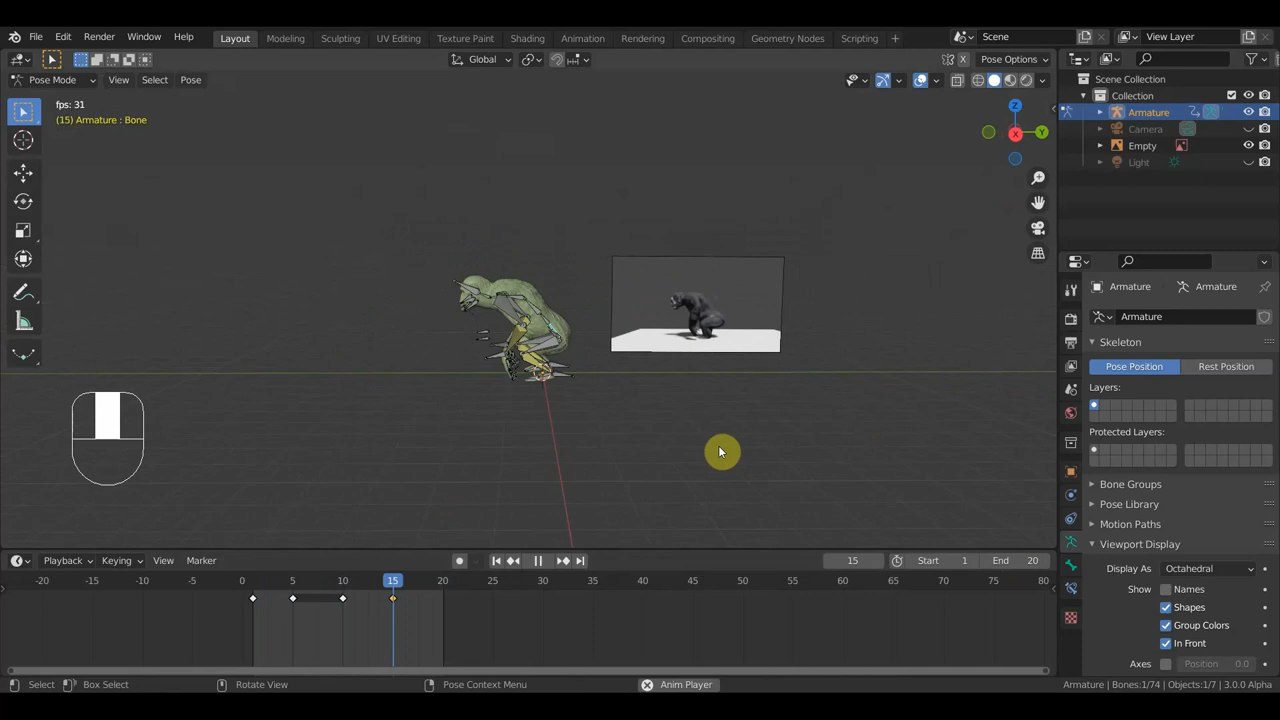 File Edit Render Window Help Layout Modeling Sculpting UV Editing Texture Paint Shading Animation Rendering Compositing Geometry Nodes Scripting + Scene View Layer
Global X Pose Options
Pose Mode View Select Pose
fps: 31
(15) Armature : Bone
Z
X
Y
Scene Collection
Collection
Armature
Camera
Empty
Light
Armature Armature
Armature
Skeleton
Pose Position Rest Position
Layers:
Protected Layers:
Bone Groups
Pose Library
Motion Paths
Viewport Display
Display As Octahedral
Show Names
Shapes
Group Colors
In Front
Axes Position 0.0
Playback Keying View Marker 15 Start 1 End 20
-20 -15 -10 -5 0 5 10 15 20 25 30 35 40 45 50 55 60 65 70 75 80
Select Box Select Rotate View Pose Context Menu Anim Player Armature | Bones:1/74 | Objects:1/7 | 3.0.0 Alpha